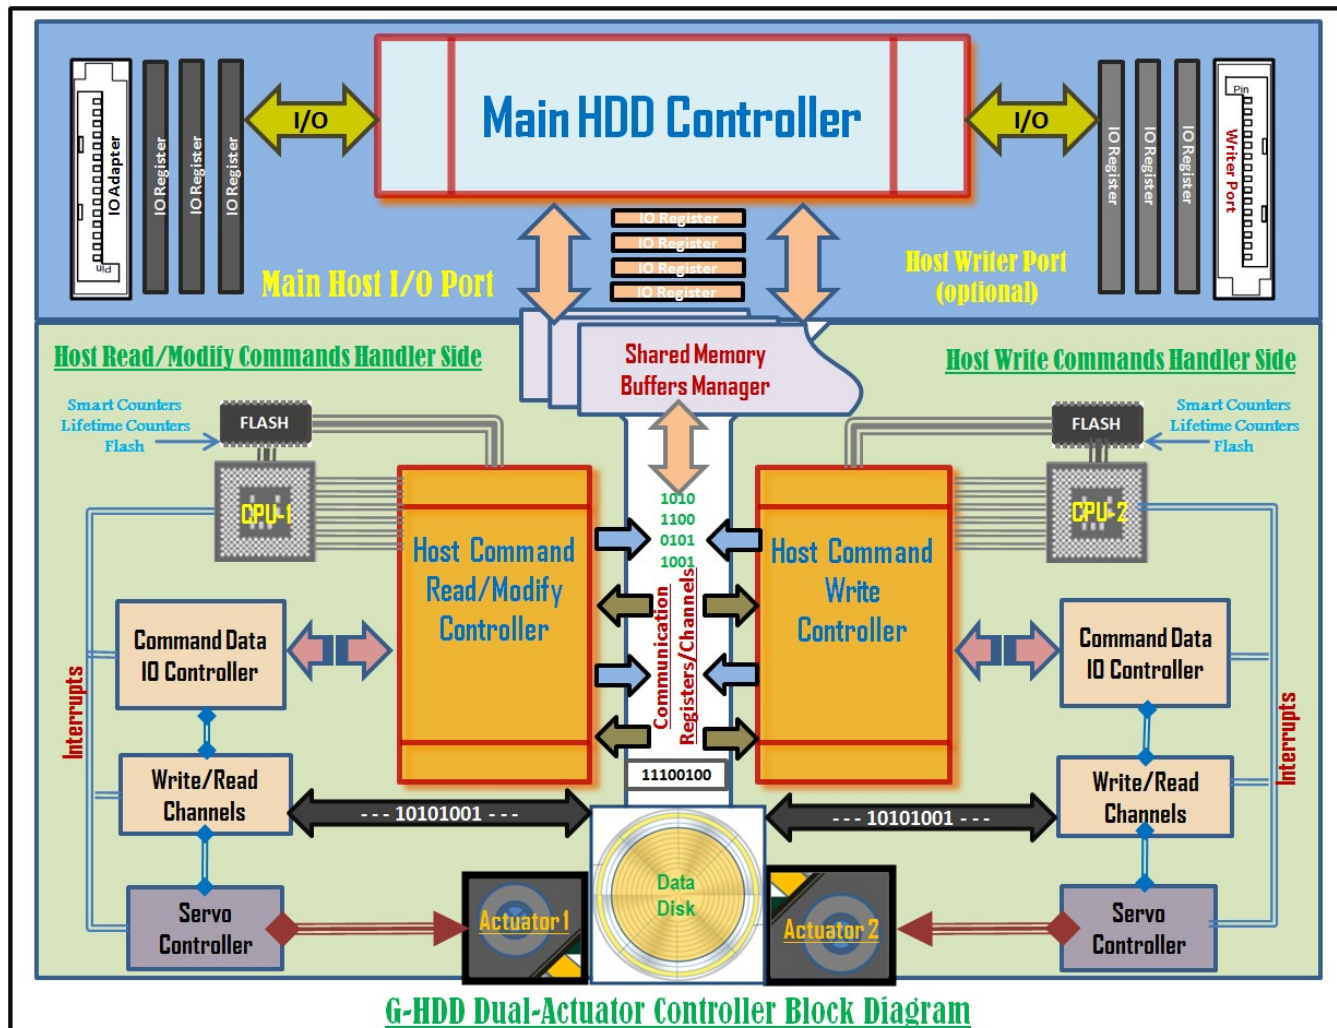 Main HDD Controller
I/O
I/O
IO Adapter
Pin
IO Register
IO Register
IO Register
IO Register
IO Register
IO Register
Pin
Writer Port
IO Register
IO Register
IO Register
IO Register
Main Host I/O Port
Host Writer Port
(optional)
Host Read/Modify Commands Handler Side
Shared Memory
Buffers Manager
Host Write Commands Handler Side
Smart Counters
Lifetime Counters
Flash
FLASH
CPU-1
Smart Counters
Lifetime Counters
Flash
FLASH
CPU-2
Host Command
Read/Modify
Controller
1010
1100
0101
1001
Communication
Registers/Channels
11100100
Host Command
Write
Controller
Interrupts
Command Data
IO Controller
Write/Read
Channels
Servo
Controller
Command Data
IO Controller
Write/Read
Channels
Servo
Controller
Interrupts
- - - 10101001 - - -
- - - 10101001 - - -
Actuator 1
Data
Disk
Actuator 2
G-HDD Dual-Actuator Controller Block Diagram